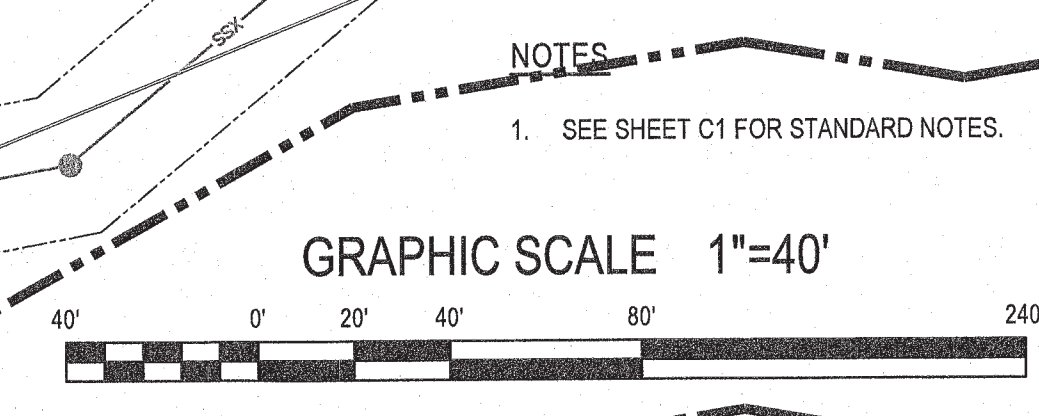 SSX
NOTES
1. SEE SHEET C1 FOR STANDARD NOTES.
GRAPHIC SCALE 1"=40'
40' 0' 20' 40' 80' 240